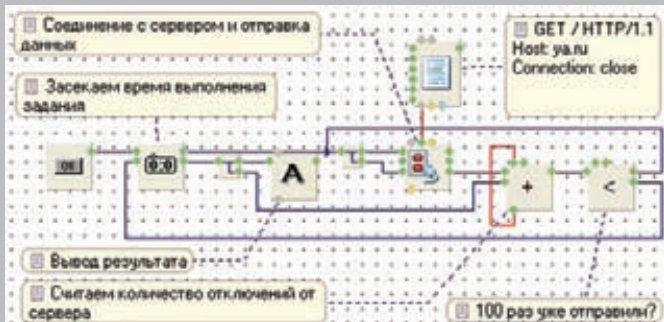 Соединение с сервером и отправка
данных
GET / HTTP/1.1
Host: ya.ru
Connection: close
Засекаем время выполнения
задания
OK
0:0
A
+
<
Вывод результата
Считаем количество отключений от
сервера
100 раз уже отправили?